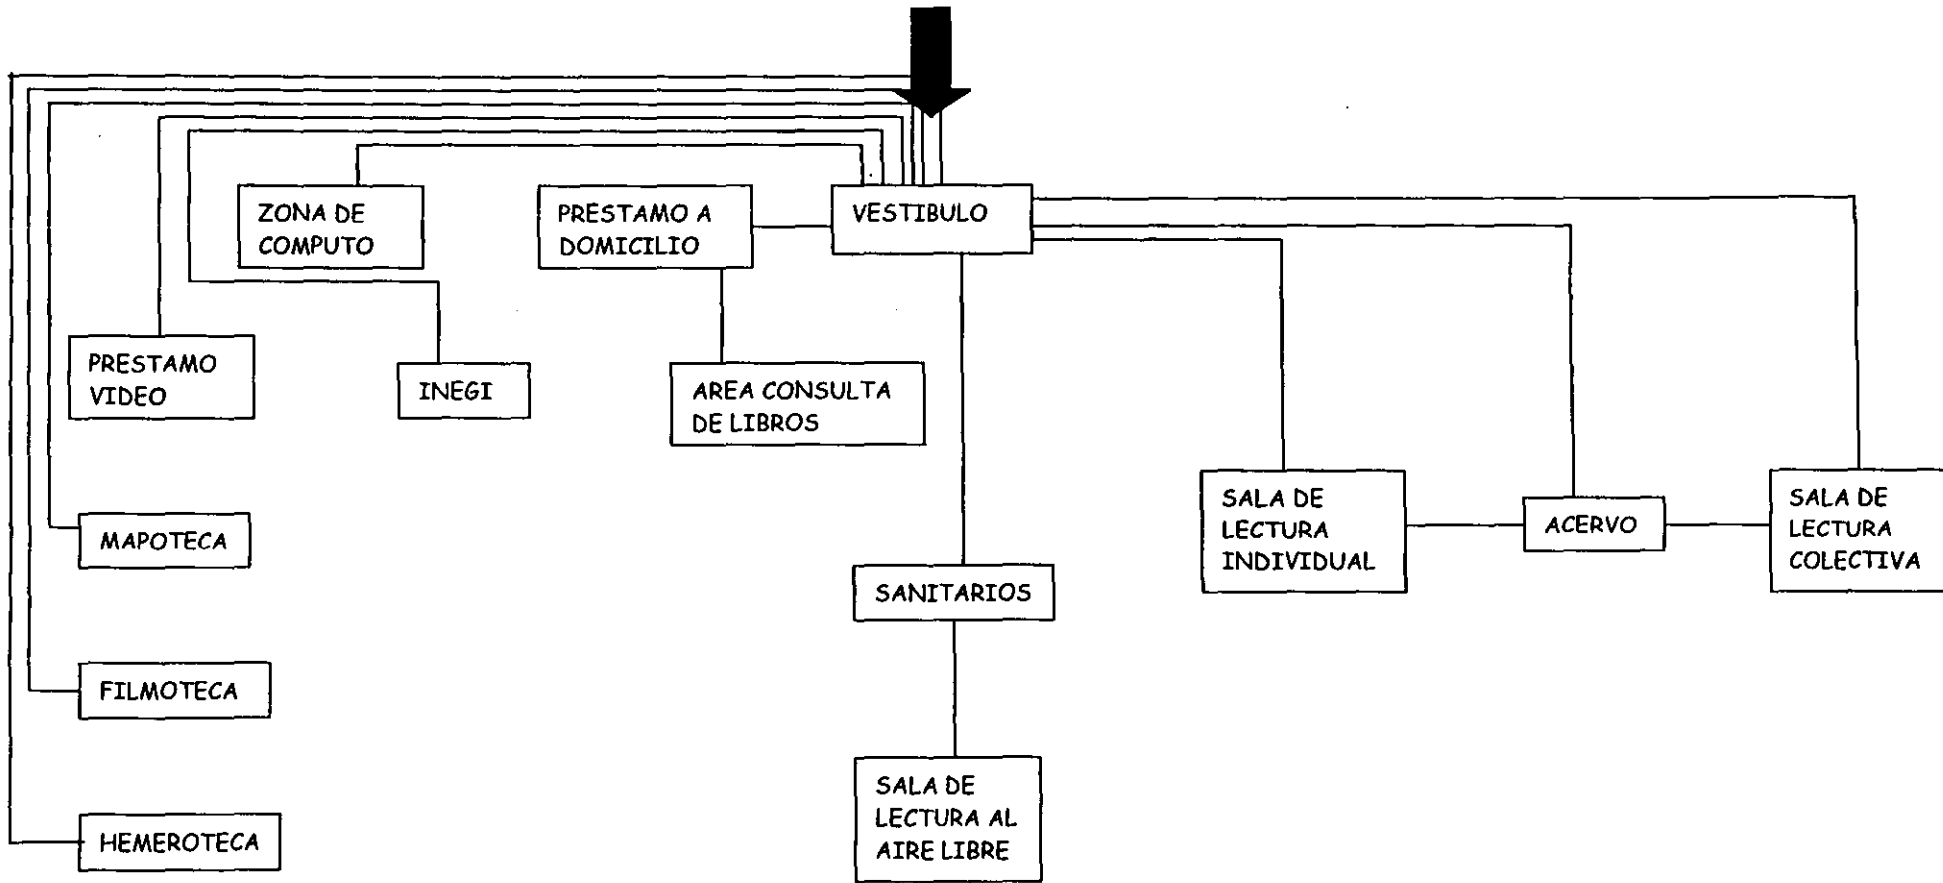 ZONA DE
COMPUTO
PRESTAMO A
DOMICILIO
VESTIBULO
PRESTAMO
VIDEO
INEGI
AREA CONSULTA
DE LIBROS
MAPOTECA
SANITARIOS
SALA DE
LECTURA
INDIVIDUAL
ACERVO
SALA DE
LECTURA
COLECTIVA
FILMOTECA
HEMEROTECA
SALA DE
LECTURA AL
AIRE LIBRE